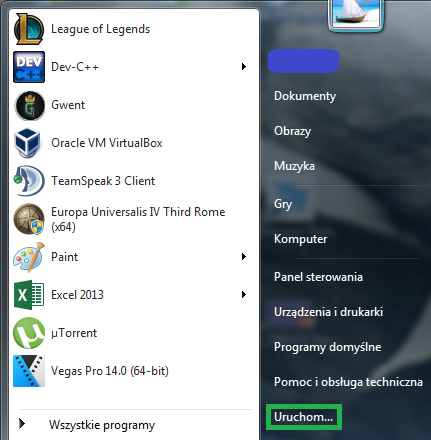 League of Legends
DEV
C++
Dev-C++
Gwent
Oracle VM VirtualBox
TeamSpeak 3 Client
Europa Universalis IV Third Rome
(x64)
Paint
Excel 2013
µTorrent
Vegas Pro 14.0 (64-bit)
Wszystkie programy
Dokumenty
Obrazy
Muzyka
Gry
Komputer
Panel sterowania
Urządzenia i drukarki
Programy domyślne
Pomoc i obsługa techniczna
Uruchom...